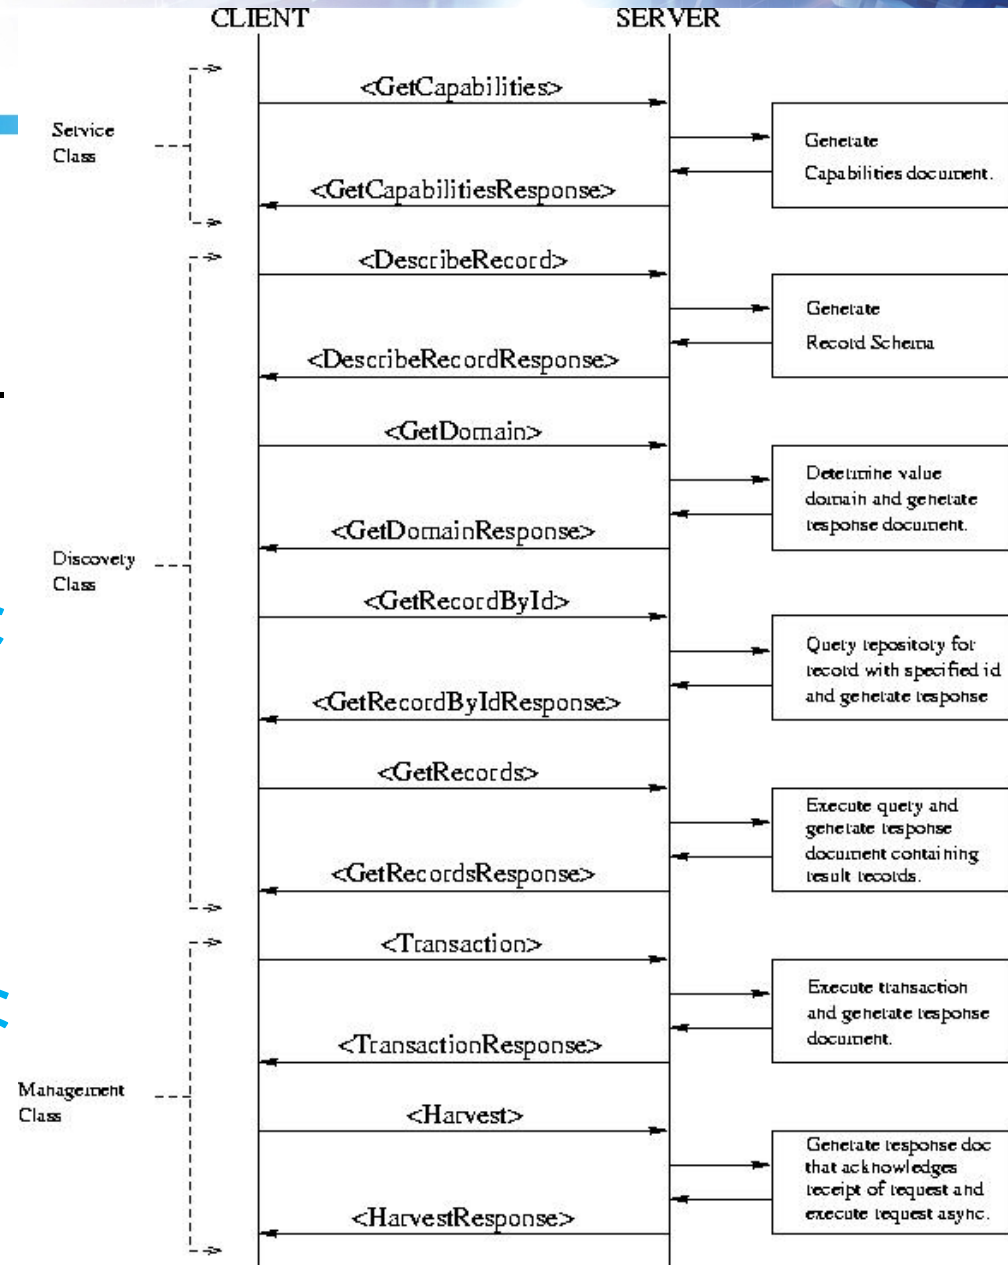 CLIENT
SERVER
<GetCapabilities>
Service
Class
Generate
Capabilities document.
<GetCapabilitiesResponse>
<DescribeRecord>
Generate
Record Schema
<DescribeRecordResponse>
<GetDomain>
Determine value
domain and generate
response document.
<GetDomainResponse>
Discovery
Class
<GetRecordById>
Query repository for
record with specified id
and generate response
<GetRecordByIdResponse>
<GetRecords>
Execute query and
generate response
document containing
result records.
<GetRecordsResponse>
<Transaction>
Execute transaction
and generate response
document.
<TransactionResponse>
Management
Class
<Harvest>
Generate response doc
that acknowledges
receipt of request and
execute request async.
<HarvestResponse>